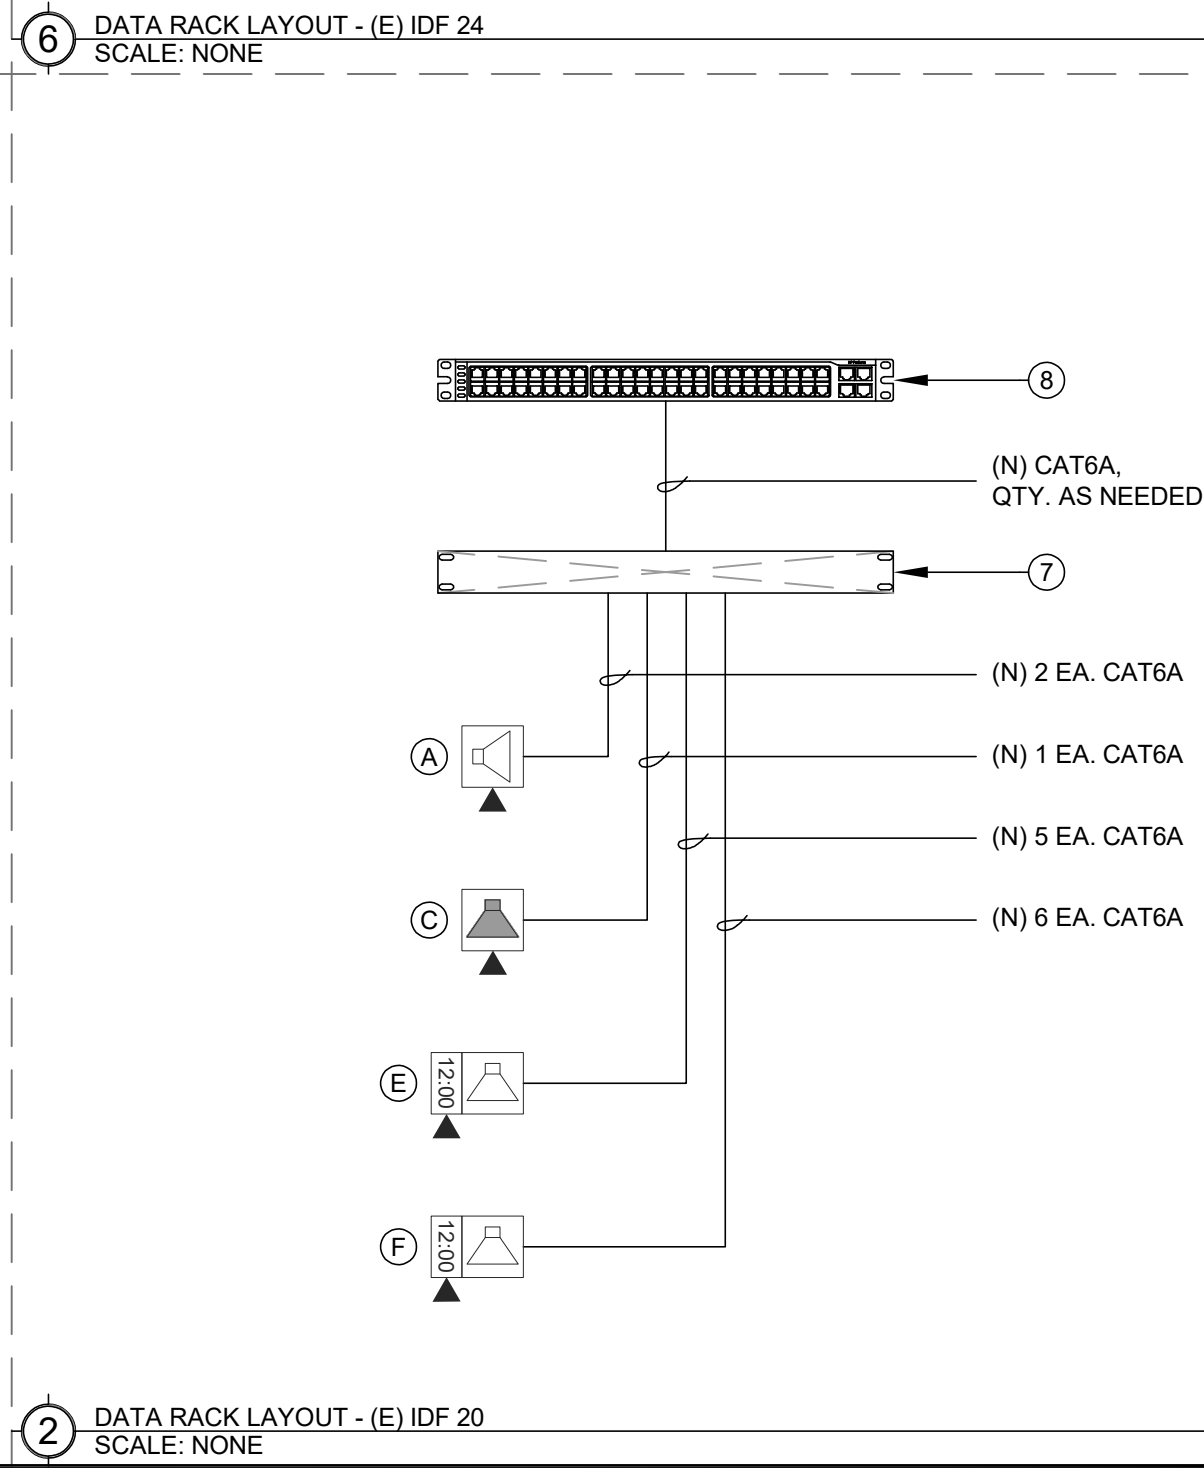 6
DATA RACK LAYOUT - (E) IDF 24
SCALE: NONE
8
(N) CAT6A,
QTY. AS NEEDED
7
(N) 2 EA. CAT6A
A
(N) 1 EA. CAT6A
(N) 5 EA. CAT6A
C
(N) 6 EA. CAT6A
E
12:00
F
12:00
2
DATA RACK LAYOUT - (E) IDF 20
SCALE: NONE